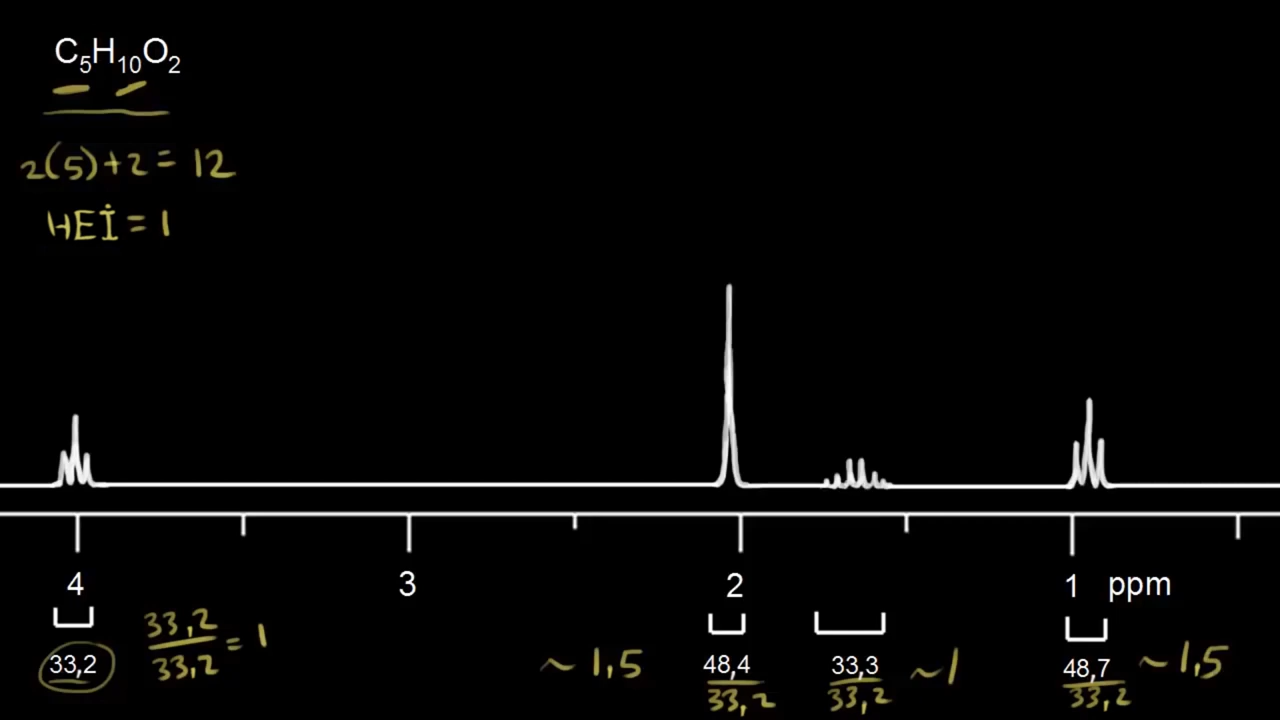 C₅H₁₀O₂
2(5)+2=12
HEI=1
4 3 2 1 ppm
33,2 33,2/33,2=1 ~1,5 48,4/33,2 33,3/33,2 ~1 48,7/33,2 ~1,5